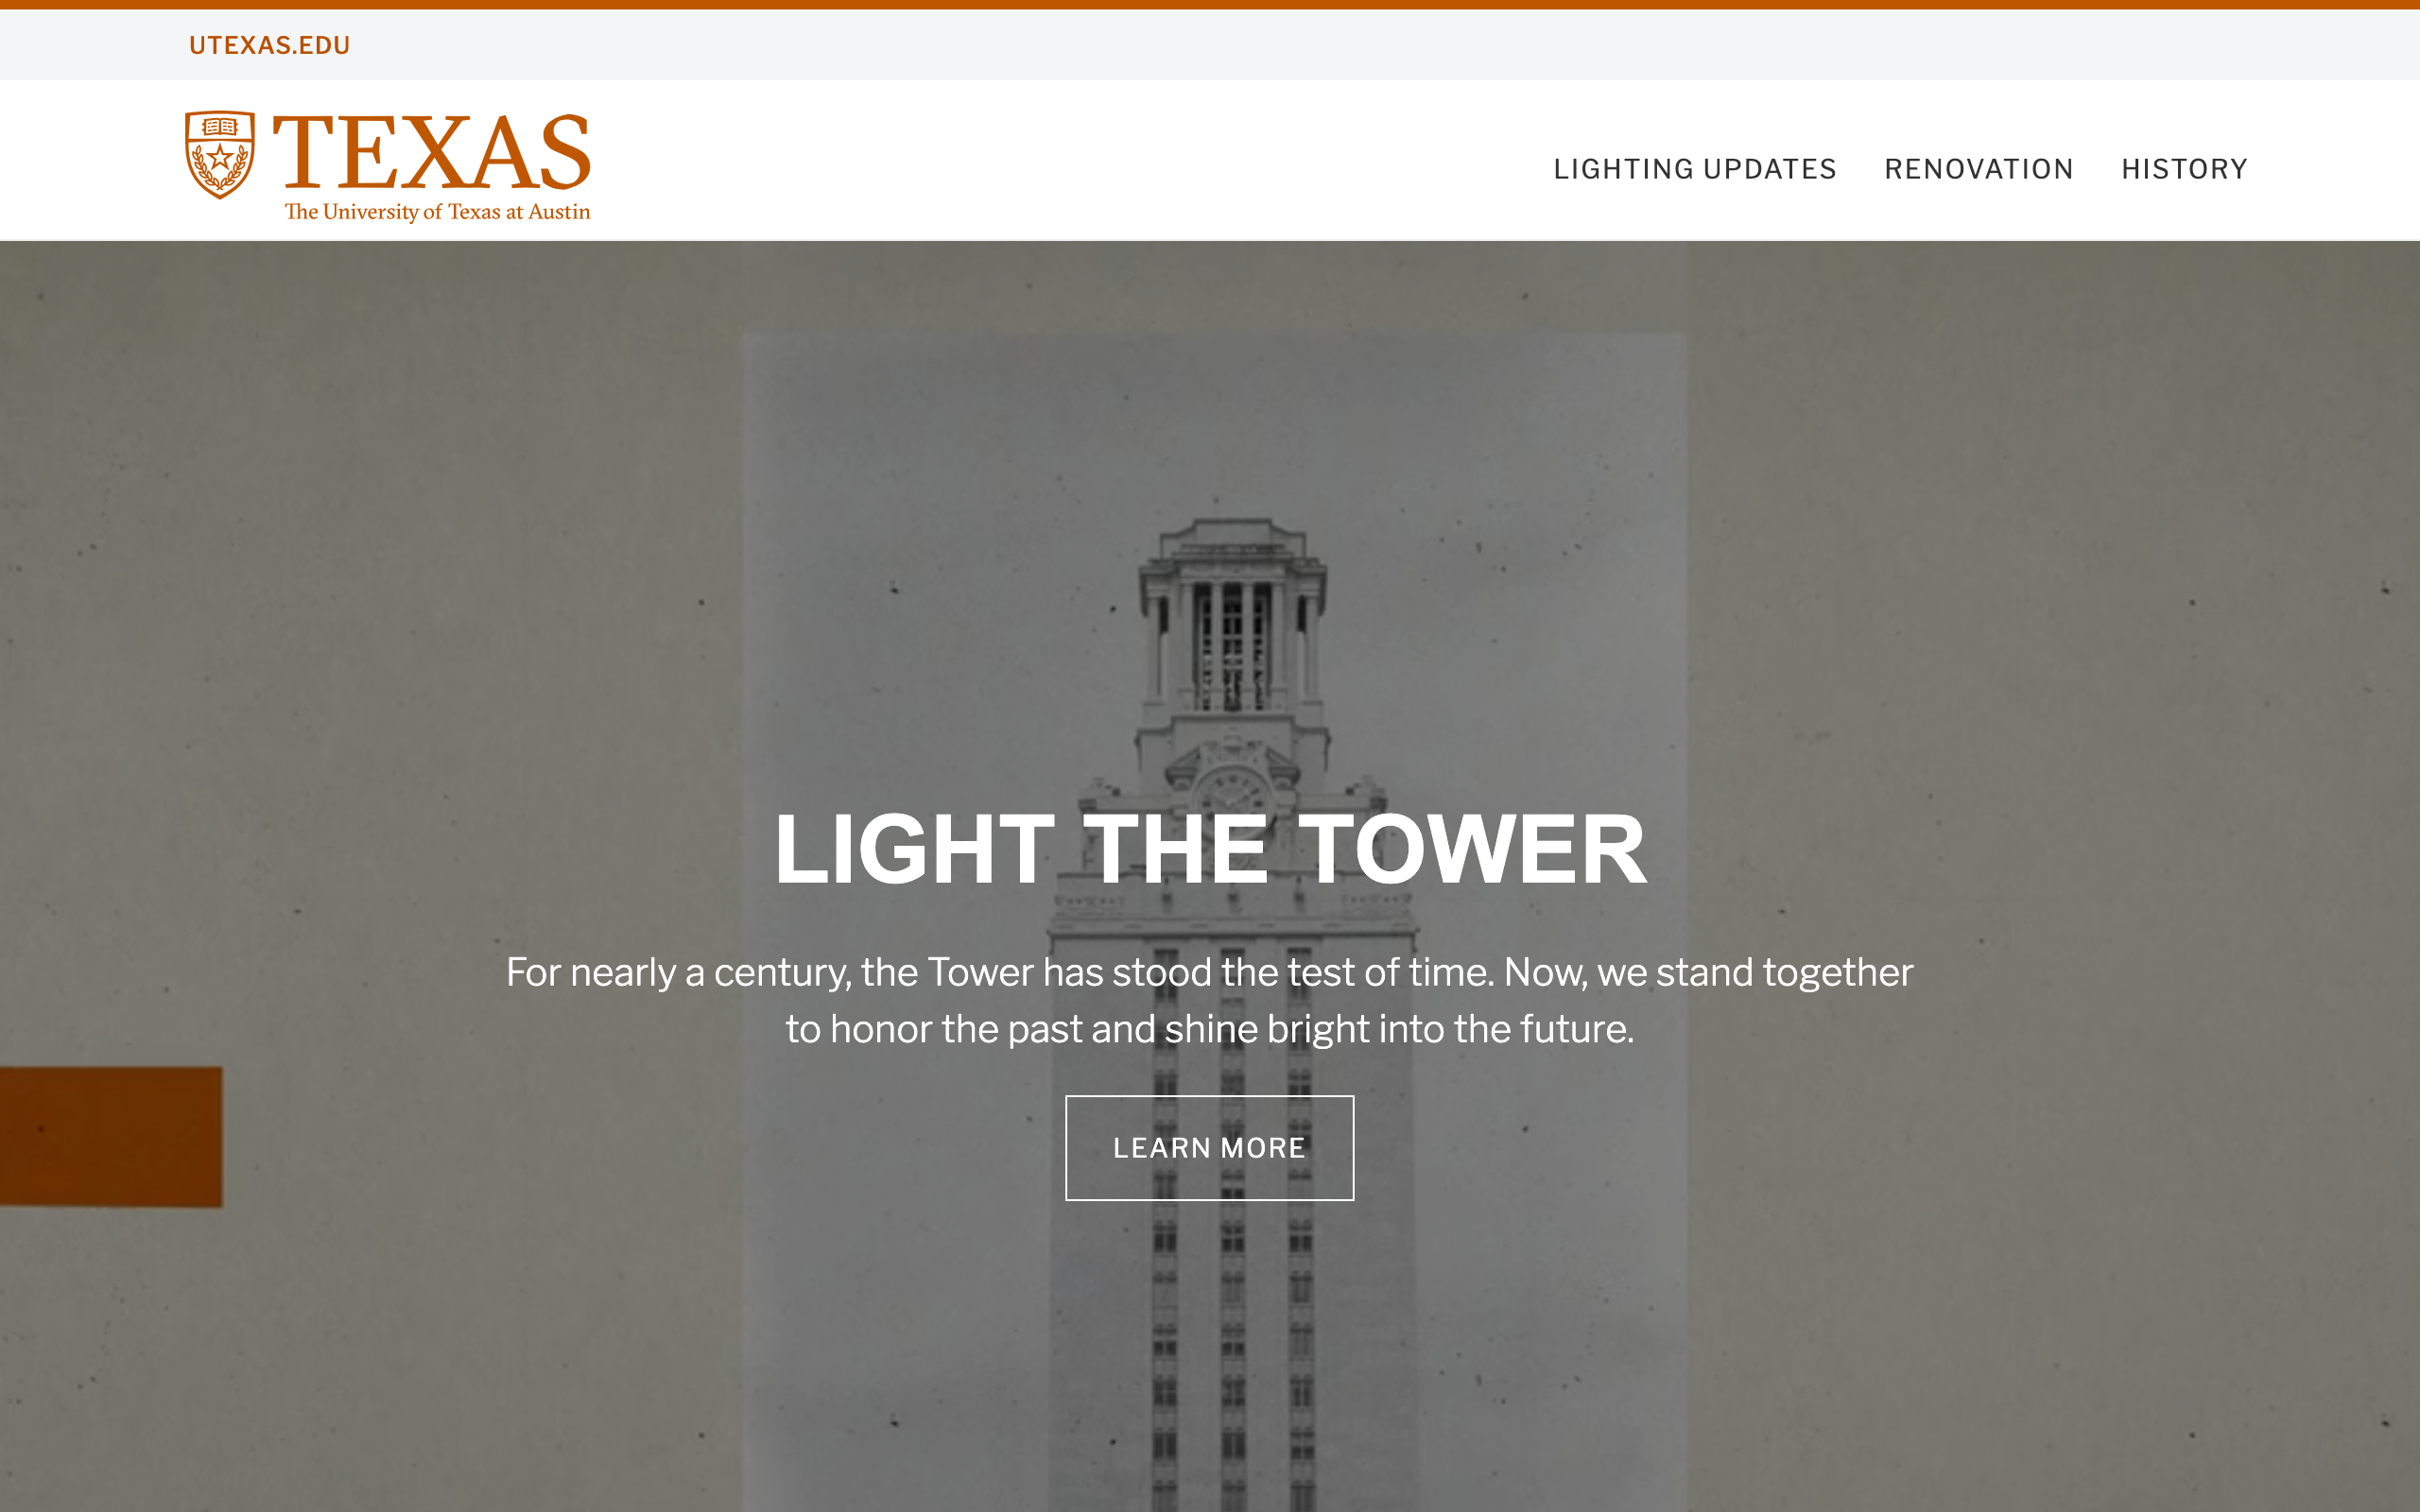 UTEXAS.EDU
TEXAS
The University of Texas at Austin
LIGHTING UPDATES
RENOVATION
HISTORY
LIGHT THE TOWER
For nearly a century, the Tower has stood the test of time. Now, we stand together
to honor the past and shine bright into the future.
LEARN MORE